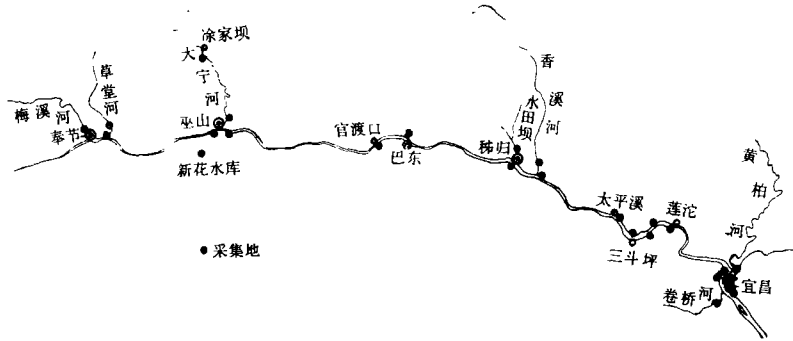 涂家坝
大宁河
草堂河
梅溪河
奉节
巫山
新花水库
官渡口
巴东
香溪河
水田坝
秭归
太平溪
莲沱
三斗坪
黄柏河
宜昌
卷桥河
采集地